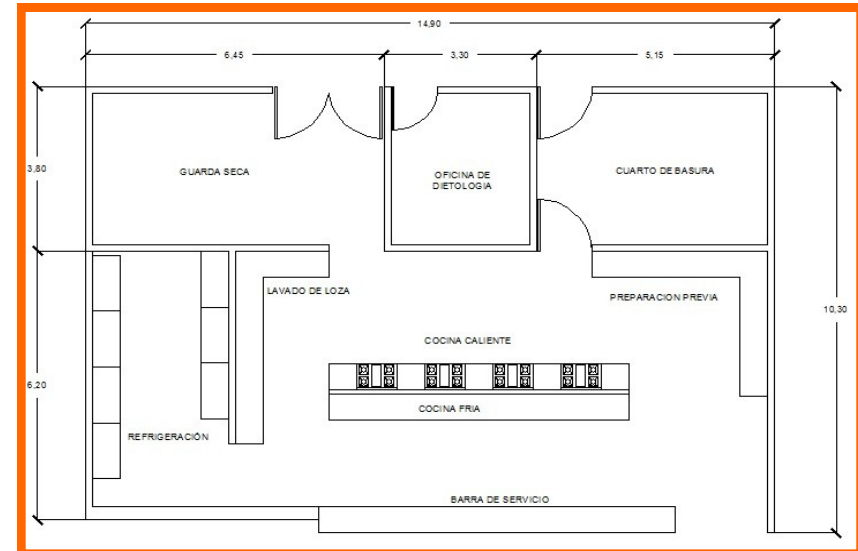 14,90
6,45
3,30
5,15
3,80
GUARDA SECA
OFICINA DE
DIETOLOGIA
CUARTO DE BASURA
LAVADO DE LOZA
PREPARACION PREVIA
10,30
COCINA CALIENTE
6,20
COCINA FRIA
REFRIGERACIÓN
BARRA DE SERVICIO